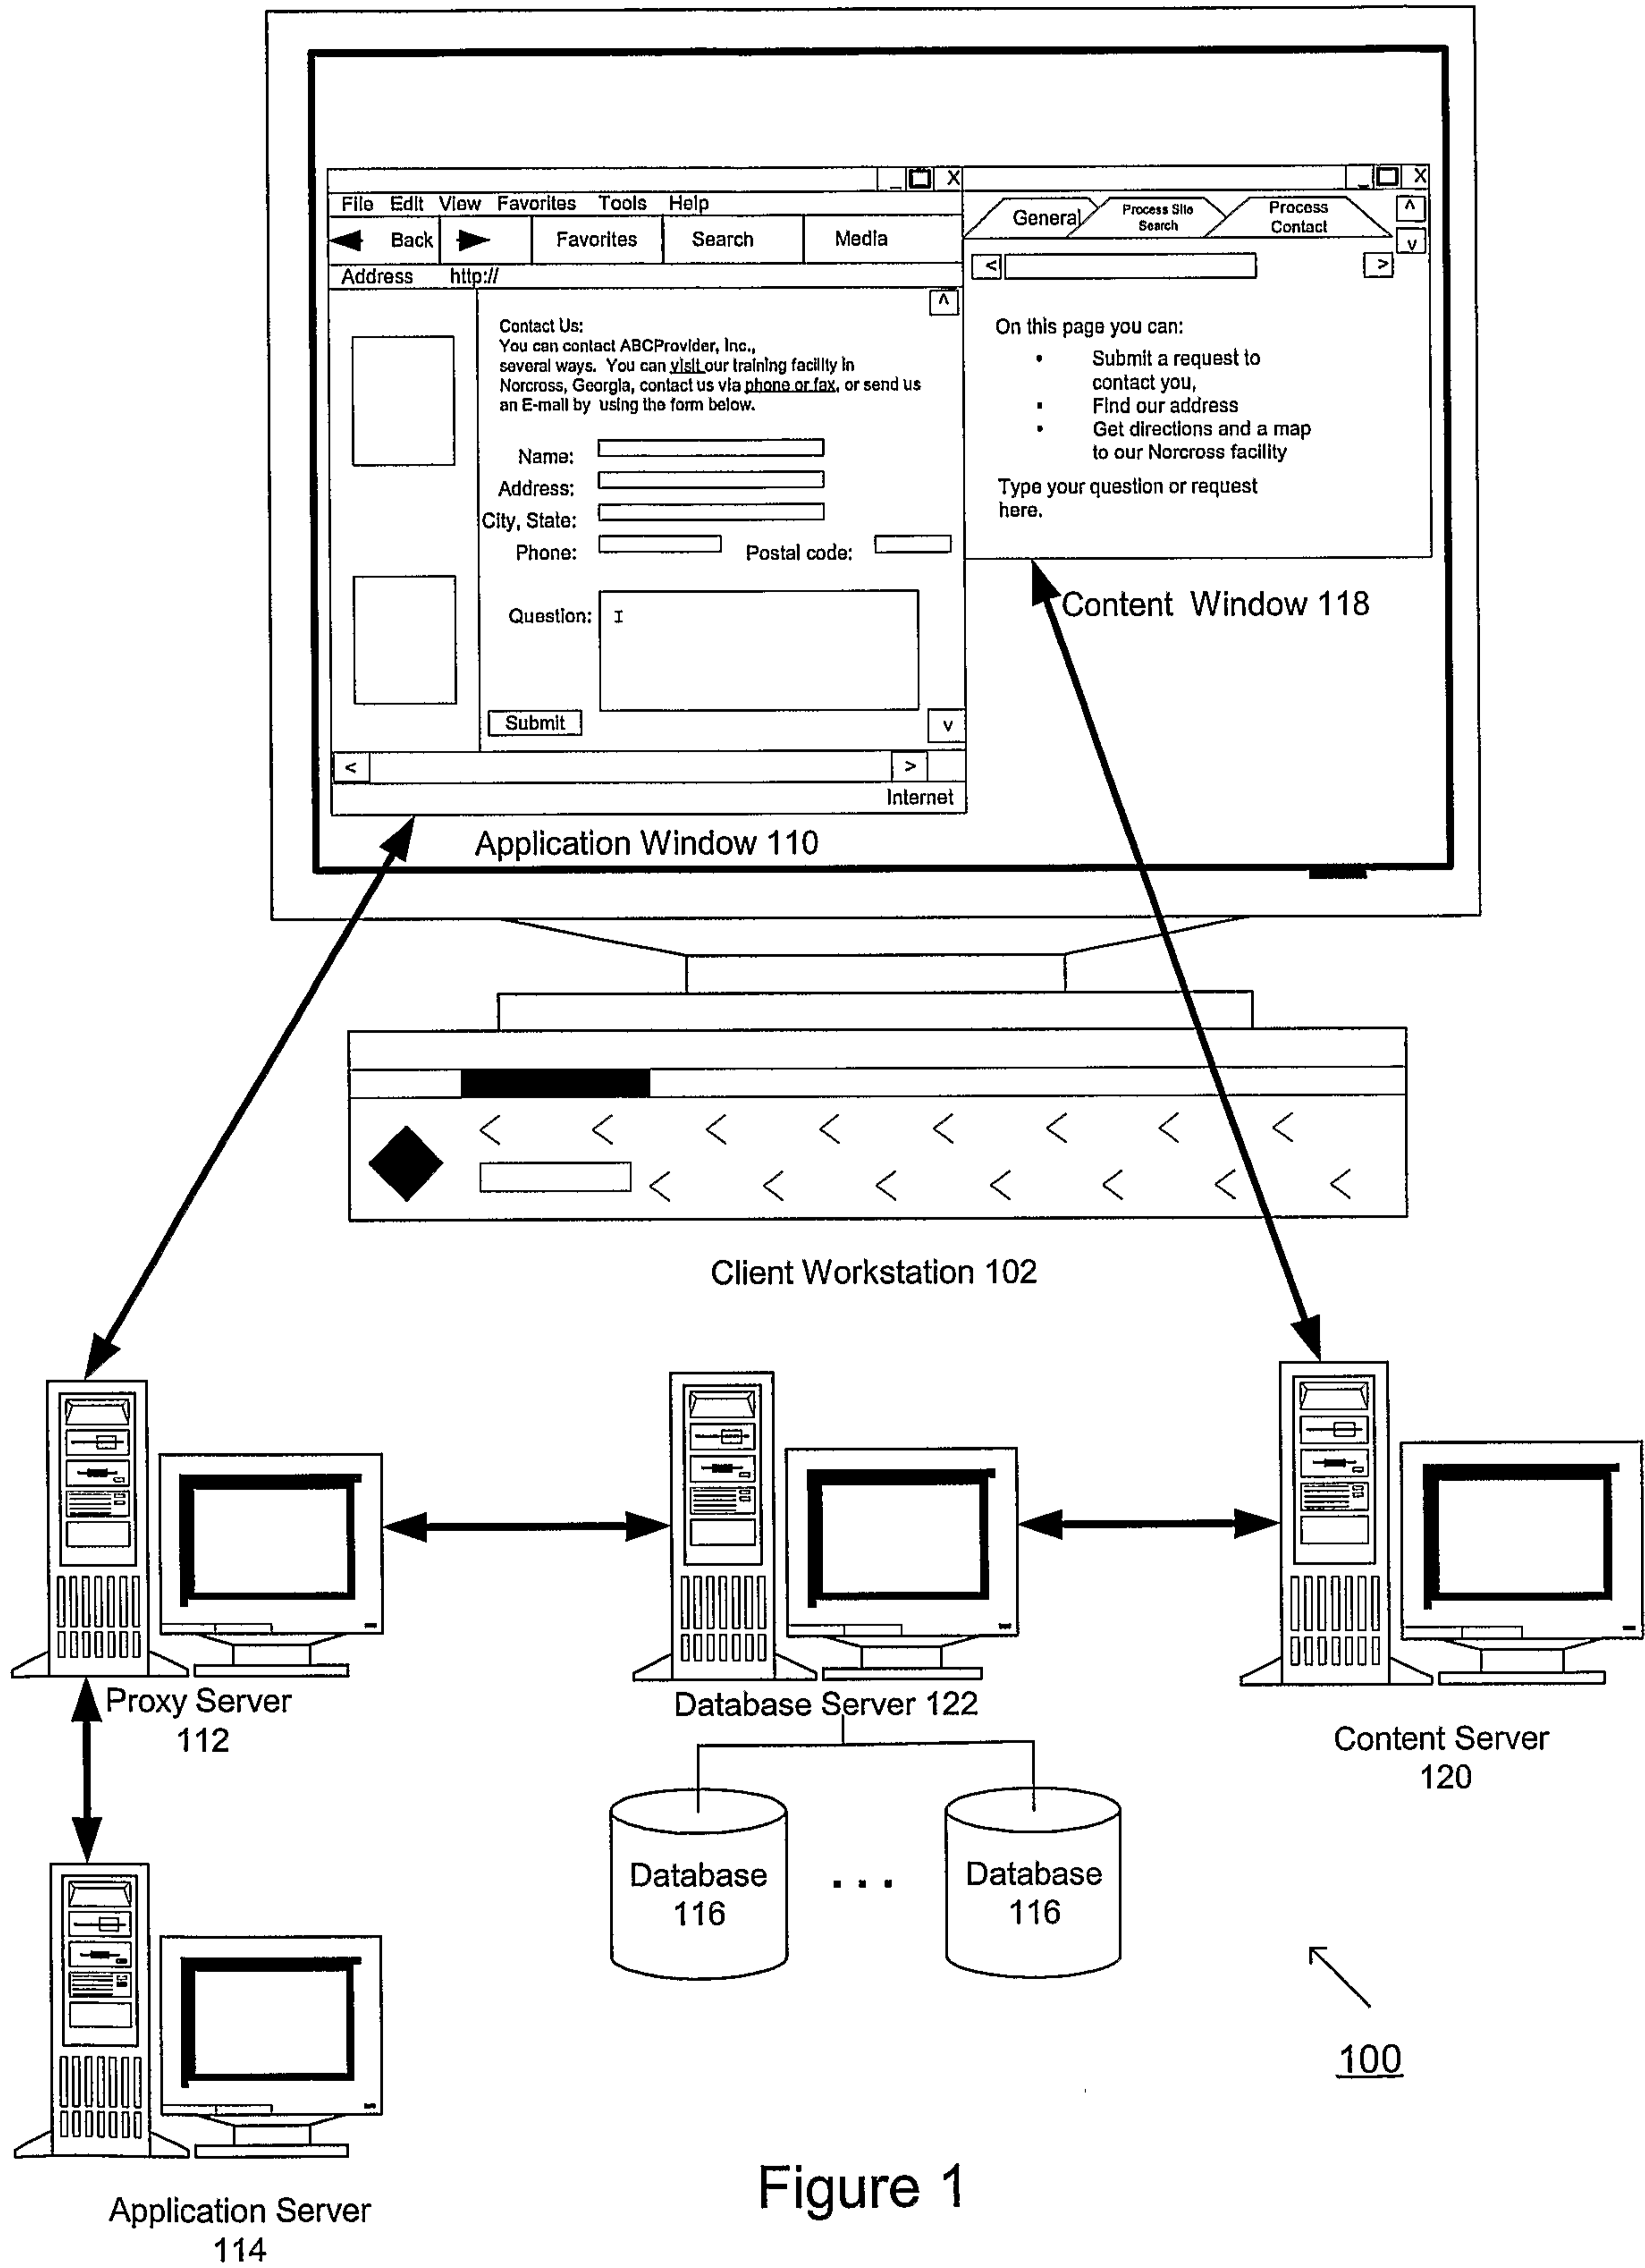 _ X
File Edit View Favorites Tools Help
Back Favorites Search Media
Address http://
^
Contact Us:
You can contact ABCProvider, Inc.,
several ways. You can visit our training facility in
Norcross, Georgia, contact us via phone or fax, or send us
an E-mail by using the form below.
Name:
Address:
City, State:
Phone: Postal code:
Question: I
Submit
v
< >
Internet
Application Window 110
_ X
General Process Site Search Process Contact
^
v
< >
On this page you can:
• Submit a request to
contact you,
• Find our address
• Get directions and a map
to our Norcross facility
Type your question or request
here.
Content Window 118
Client Workstation 102
Proxy Server
112
Database Server 122
Content Server
120
Database
116
. . .
Database
116
100
Application Server
114
Figure 1